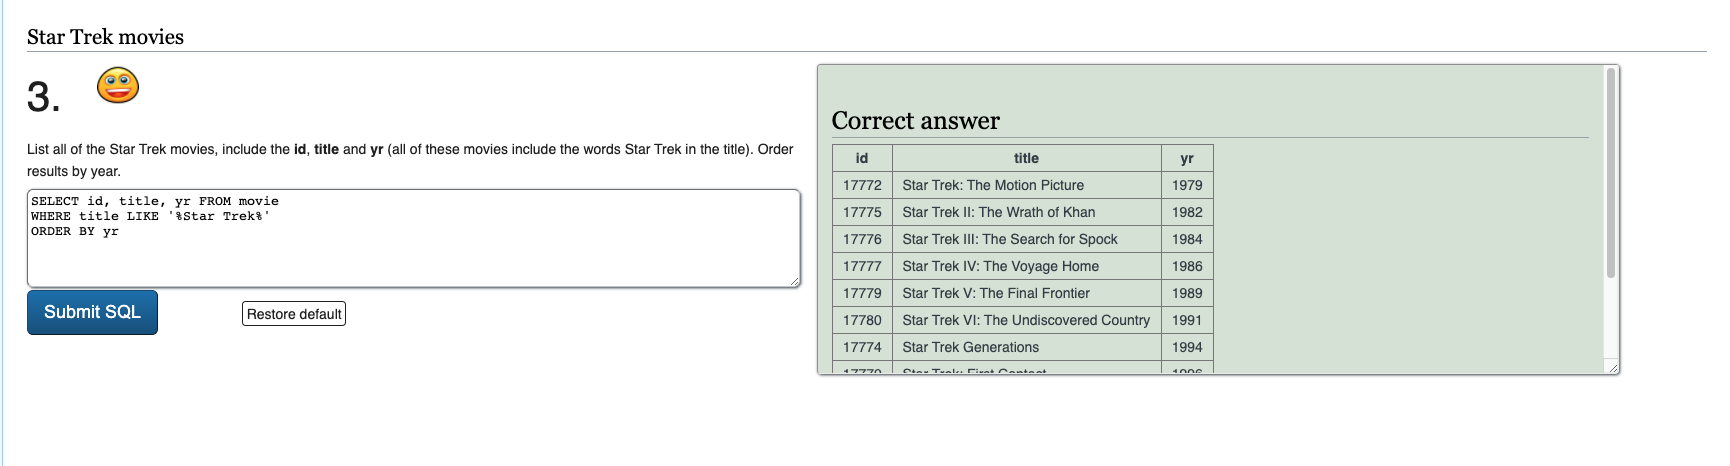 Star Trek movies
3.
List all of the Star Trek movies, include the id, title and yr (all of these movies include the words Star Trek in the title). Order
results by year.
SELECT id, title, yr FROM movie
WHERE title LIKE '%Star Trek%'
ORDER BY yr
Submit SQL
Restore default
Correct answer
id title yr
17772 Star Trek: The Motion Picture 1979
17775 Star Trek II: The Wrath of Khan 1982
17776 Star Trek III: The Search for Spock 1984
17777 Star Trek IV: The Voyage Home 1986
17779 Star Trek V: The Final Frontier 1989
17780 Star Trek VI: The Undiscovered Country 1991
17774 Star Trek Generations 1994
Star Trek: First Contact 1996